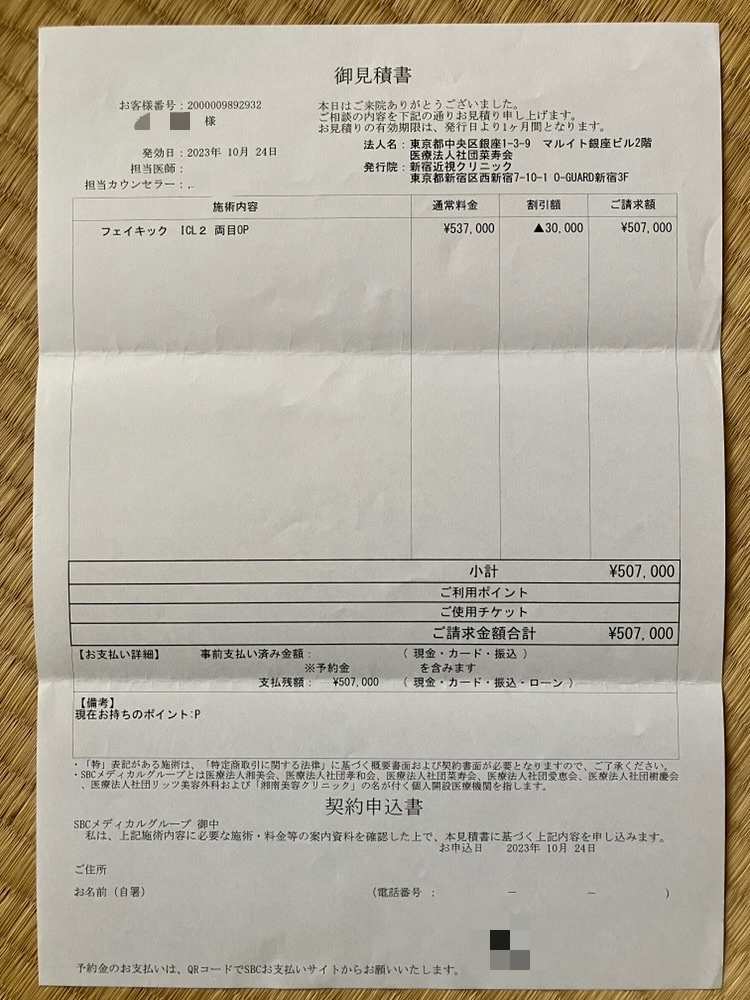 御見積書
お客様番号：2000009892932
様
本日はご来院ありがとうございました。
ご相談の内容を下記の通りお見積り申し上げます。
お見積りの有効期限は、発行日より1ヶ月間となります。
発効日：2023年 10月 24日
担当医師：
担当カウンセラー：
法人名：東京都中央区銀座1-3-9　マルイト銀座ビル2階
医療法人社団菜寿会
発行院：新宿近視クリニック
東京都新宿区西新宿7-10-1 O-GUARD新宿3F
施術内容　通常料金　割引額　ご請求額
フェイキック　ICL２ 両目OP　¥537,000　▲30,000　¥507,000
小計　¥507,000
ご利用ポイント
ご使用チケット
ご請求金額合計　¥507,000
【お支払い詳細】　事前支払い済み金額：　（ 現金・カード・振込 ）
※予約金　を含みます
支払残額：　¥507,000　（ 現金・カード・振込・ローン ）
【備考】
現在お持ちのポイント:P
・「特」表記がある施術は、「特定商取引に関する法律」に基づく概要書面および契約書面が必要となりますので、ご了承ください。
・SBCメディカルグループとは医療法人湘美会、医療法人社団孝和会、医療法人社団菜寿会、医療法人社団愛恵会、医療法人社団樹慶会
、医療法人社団リッツ美容外科および「湘南美容クリニック」の名が付く個人開設医療機関を指します。
契約申込書
SBCメディカルグループ 御中
私は、上記施術内容に必要な施術・料金等の案内資料を確認した上で、本見積書に基づく上記内容を申し込みます。
お申込日　2023年 10月 24日
ご住所
お名前（自署）　（電話番号　：　－　－　）
予約金のお支払いは、QRコードでSBCお支払いサイトからお願いいたします。